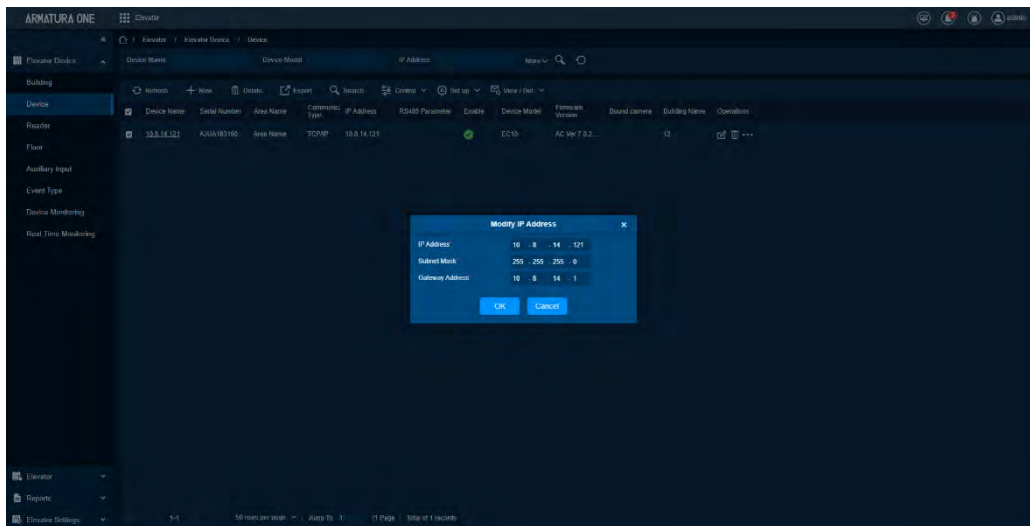 ARMATURA ONE
Elevator
admin
/ Elevator / Elevator Device / Device
Elevator Device
Device Name
Device Model
IP Address
More
Building
Device
Reader
Floor
Auxiliary Input
Event Type
Device Monitoring
Real Time Monitoring
Refresh
New
Delete
Export
Search
Control
Set up
View / Get
Device Name
Serial Number
Area Name
Communic
Type
IP Address
RS485 Parameter
Enable
Device Model
Firmware
Version
Bound camera
Building Name
Operations
10.8.14.121
AJUA183160...
Area Name
TCP/IP
10.8.14.121
EC10
AC Ver 7.0.2...
12
Modify IP Address
IP Address
10 . 8 . 14 . 121
Subnet Mask
255 . 255 . 255 . 0
Gateway Address
10 . 8 . 14 . 1
OK
Cancel
Elevator
Reports
Elevator Settings
1-1
50 rows per page
Jump To 1
/1 Page
Total of 1 records